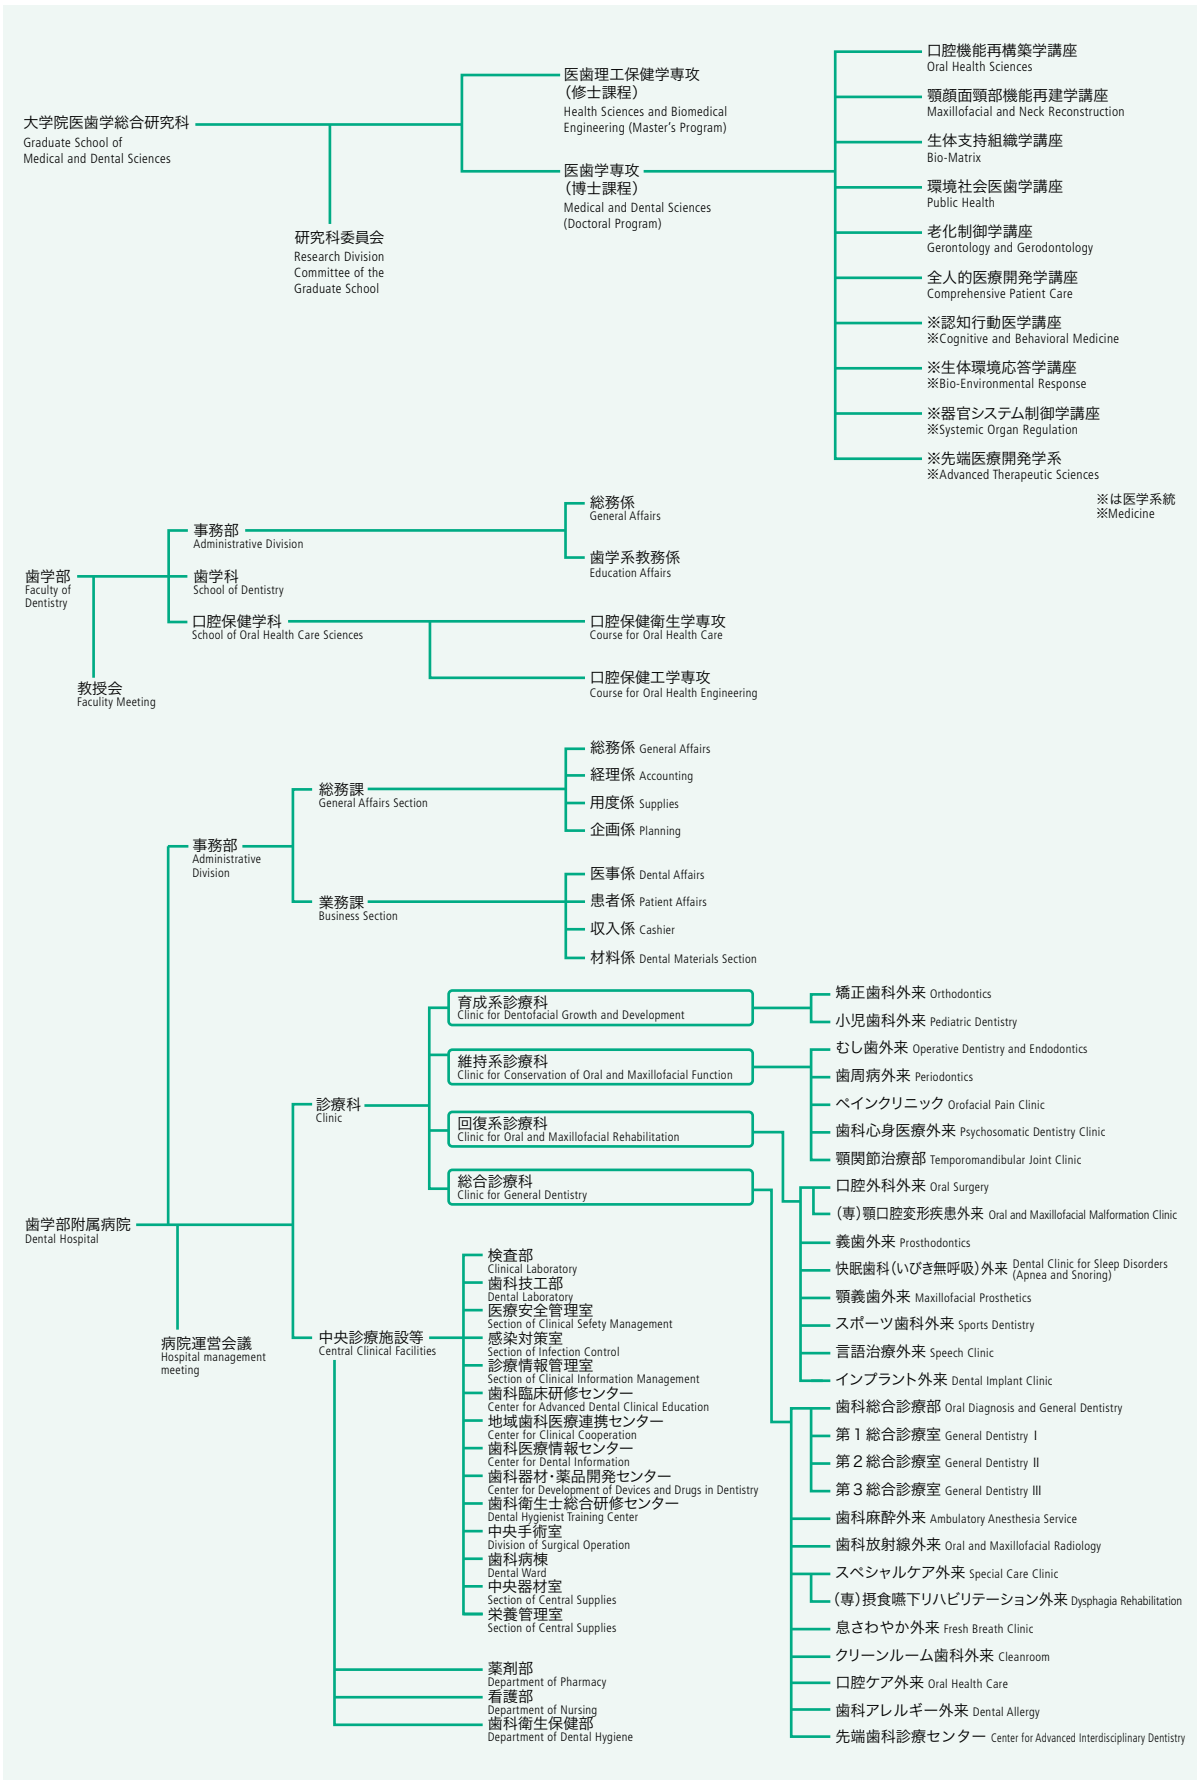 大学院医歯学総合研究科
Graduate School of
Medical and Dental Sciences
研究科委員会
Research Division
Committee of the
Graduate School
医歯理工保健学専攻
（修士課程）
Health Sciences and Biomedical
Engineering (Master's Program)
医歯学専攻
（博士課程）
Medical and Dental Sciences
(Doctoral Program)
口腔機能再構築学講座
Oral Health Sciences
顎顔面頸部機能再建学講座
Maxillofacial and Neck Reconstruction
生体支持組織学講座
Bio-Matrix
環境社会医歯学講座
Public Health
老化制御学講座
Gerontology and Gerodontology
全人的医療開発学講座
Comprehensive Patient Care
※認知行動医学講座
※Cognitive and Behavioral Medicine
※生体環境応答学講座
※Bio-Environmental Response
※器官システム制御学講座
※Systemic Organ Regulation
※先端医療開発学系
※Advanced Therapeutic Sciences
※は医学系統
※Medicine
歯学部
Faculty of
Dentistry
教授会
Faculity Meeting
事務部
Administrative Division
歯学科
School of Dentistry
口腔保健学科
School of Oral Health Care Sciences
総務係
General Affairs
歯学系教務係
Education Affairs
口腔保健衛生学専攻
Course for Oral Health Care
口腔保健工学専攻
Course for Oral Health Engineering
歯学部附属病院
Dental Hospital
病院運営会議
Hospital management
meeting
事務部
Administrative
Division
総務課
General Affairs Section
総務係 General Affairs
経理係 Accounting
用度係 Supplies
企画係 Planning
業務課
Business Section
医事係 Dental Affairs
患者係 Patient Affairs
収入係 Cashier
材料係 Dental Materials Section
診療科
Clinic
育成系診療科
Clinic for Dentofacial Growth and Development
維持系診療科
Clinic for Conservation of Oral and Maxillofacial Function
回復系診療科
Clinic for Oral and Maxillofacial Rehabilitation
総合診療科
Clinic for General Dentistry
矯正歯科外来 Orthodontics
小児歯科外来 Pediatric Dentistry
むし歯外来 Operative Dentistry and Endodontics
歯周病外来 Periodontics
ペインクリニック Orofacial Pain Clinic
歯科心身医療外来 Psychosomatic Dentistry Clinic
顎関節治療部 Temporomandibular Joint Clinic
口腔外科外来 Oral Surgery
（専）顎口腔変形疾患外来 Oral and Maxillofacial Malformation Clinic
義歯外来 Prosthodontics
快眠歯科（いびき無呼吸）外来 Dental Clinic for Sleep Disorders
(Apnea and Snoring)
顎義歯外来 Maxillofacial Prosthetics
スポーツ歯科外来 Sports Dentistry
言語治療外来 Speech Clinic
インプラント外来 Dental Implant Clinic
歯科総合診療部 Oral Diagnosis and General Dentistry
第１総合診療室 General Dentistry Ⅰ
第２総合診療室 General Dentistry Ⅱ
第３総合診療室 General Dentistry Ⅲ
歯科麻酔外来 Ambulatory Anesthesia Service
歯科放射線外来 Oral and Maxillofacial Radiology
スペシャルケア外来 Special Care Clinic
（専）摂食嚥下リハビリテーション外来 Dysphagia Rehabilitation
息さわやか外来 Fresh Breath Clinic
クリーンルーム歯科外来 Cleanroom
口腔ケア外来 Oral Health Care
歯科アレルギー外来 Dental Allergy
先端歯科診療センター Center for Advanced Interdisciplinary Dentistry
中央診療施設等
Central Clinical Facilities
検査部
Clinical Laboratory
歯科技工部
Dental Laboratory
医療安全管理室
Section of Clinical Safety Management
感染対策室
Section of Infection Control
診療情報管理室
Section of Clinical Information Management
歯科臨床研修センター
Center for Advanced Dental Clinical Education
地域歯科医療連携センター
Center for Clinical Cooperation
歯科医療情報センター
Center for Dental Information
歯科器材・薬品開発センター
Center for Development of Devices and Drugs in Dentistry
歯科衛生士総合研修センター
Dental Hygienist Training Center
中央手術室
Division of Surgical Operation
歯科病棟
Dental Ward
中央器材室
Section of Central Supplies
栄養管理室
Section of Central Supplies
薬剤部
Department of Pharmacy
看護部
Department of Nursing
歯科衛生保健部
Department of Dental Hygiene